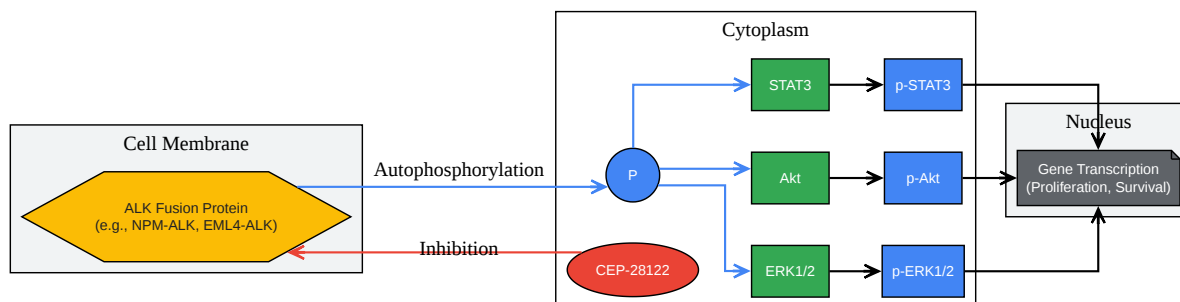 Cytoplasm
STAT3
p-STAT3
Cell Membrane
Nucleus
Autophosphorylation
P
Akt
p-Akt
Gene Transcription
(Proliferation, Survival)
ALK Fusion Protein
(e.g., NPM-ALK, EML4-ALK)
Inhibition
CEP-28122
ERK1/2
p-ERK1/2